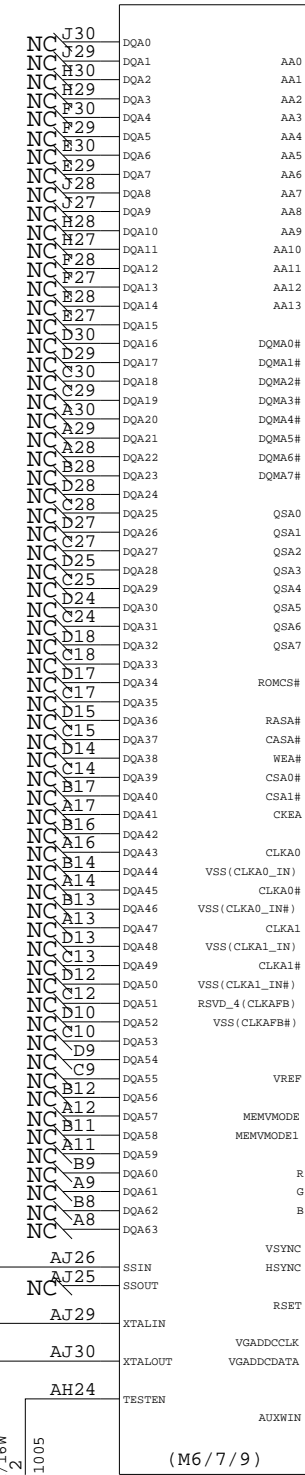 NC J30 DQA0
NC J29 DQA1 AA0
NC H30 DQA2 AA1
NC H29 DQA3 AA2
NC F30 DQA4 AA3
NC F29 DQA5 AA4
NC E30 DQA6 AA5
NC E29 DQA7 AA6
NC J28 DQA8 AA7
NC J27 DQA9 AA8
NC H28 DQA10 AA9
NC H27 DQA11 AA10
NC F28 DQA12 AA11
NC F27 DQA13 AA12
NC E28 DQA14 AA13
NC E27 DQA15
NC D30 DQA16 DQMA0#
NC D29 DQA17 DQMA1#
NC C30 DQA18 DQMA2#
NC C29 DQA19 DQMA3#
NC A30 DQA20 DQMA4#
NC A29 DQA21 DQMA5#
NC A28 DQA22 DQMA6#
NC B28 DQA23 DQMA7#
NC D28 DQA24
NC C28 DQA25 QSA0
NC D27 DQA26 QSA1
NC C27 DQA27 QSA2
NC D25 DQA28 QSA3
NC C25 DQA29 QSA4
NC D24 DQA30 QSA5
NC C24 DQA31 QSA6
NC D18 DQA32 QSA7
NC C18 DQA33
NC D17 DQA34 ROMCS#
NC C17 DQA35
NC D15 DQA36 RASA#
NC C15 DQA37 CASA#
NC D14 DQA38 WEA#
NC C14 DQA39 CSA0#
NC B17 DQA40 CSA1#
NC A17 DQA41 CKEA
NC B16 DQA42
NC A16 DQA43 CLKA0
NC B14 DQA44 VSS(CLKA0_IN)
NC A14 DQA45 CLKA0#
NC B13 DQA46 VSS(CLKA0_IN#)
NC A13 DQA47 CLKA1
NC D13 DQA48 VSS(CLKA1_IN)
NC C13 DQA49 CLKA1#
NC D12 DQA50 VSS(CLKA1_IN#)
NC C12 DQA51 RSVD_4(CLKAFB)
NC D10 DQA52 VSS(CLKAFB#)
NC C10 DQA53
NC D9 DQA54
NC C9 DQA55 VREF
NC B12 DQA56
NC A12 DQA57 MEMVMODE
NC B11 DQA58 MEMVMODE1
NC A11 DQA59
NC B9 DQA60 R
NC A9 DQA61 G
NC B8 DQA62 B
NC A8 DQA63
VSYNC
AJ26 SSIN HSYNC
NC AJ25 SSOUT
RSET
AJ29 XTALIN
VGADDCCLK
AJ30 XTALOUT VGADDCDATA
AH24 TESTEN
AUXWIN
/16W
2
1005
(M6/7/9)